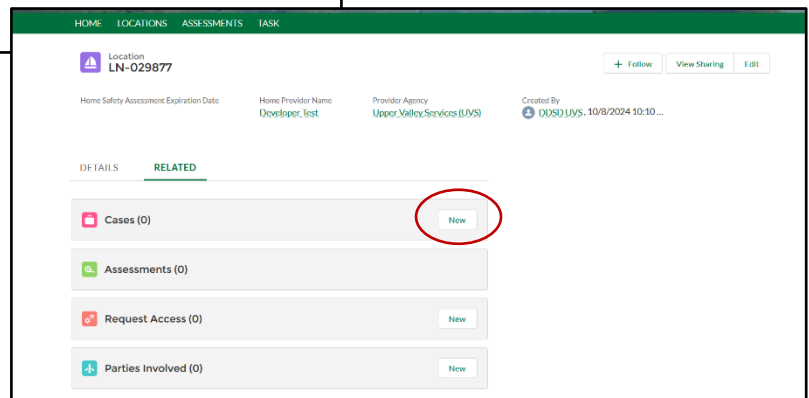 HOME LOCATIONS ASSESSMENTS TASK
Location
LN-029877
+ Follow View Sharing Edit
Home Safety Assessment Expiration Date Home Provider Name Provider Agency Created By
Developer Test Upper Valley Services (UVS) DDSD UVS, 10/8/2024 10:10 ...
DETAILS RELATED
Cases (0) New
Assessments (0)
Request Access (0) New
Parties Involved (0) New